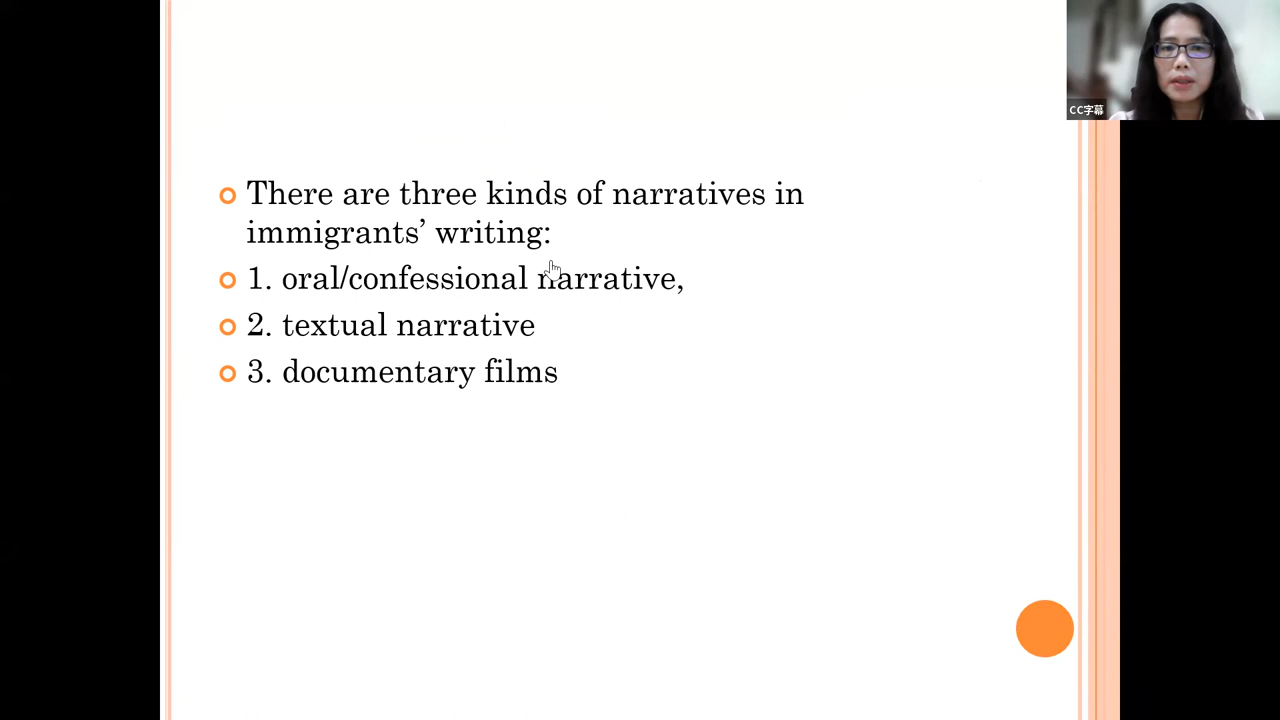 CC字幕
There are three kinds of narratives in
immigrants’ writing:
1. oral/confessional narrative,
2. textual narrative
3. documentary films